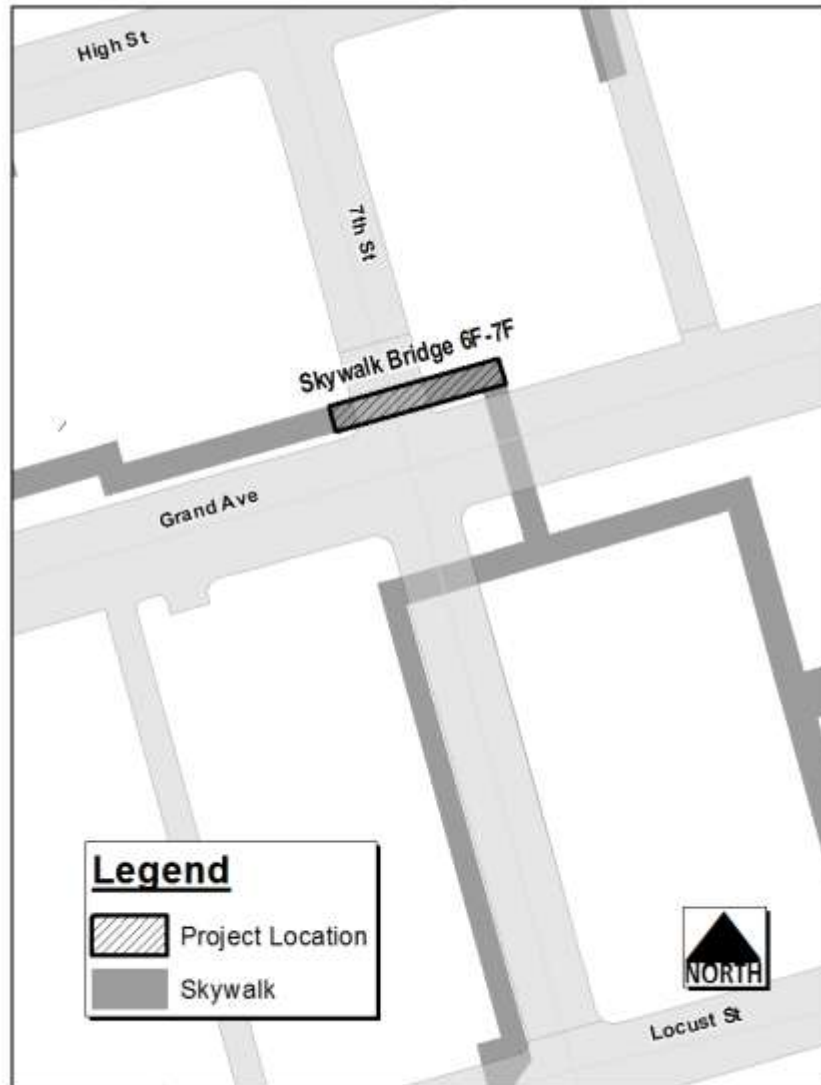 High St
7th St
Skywalk Bridge 6F-7F
Grand Ave
Legend
Project Location
Skywalk
NORTH
Locust St